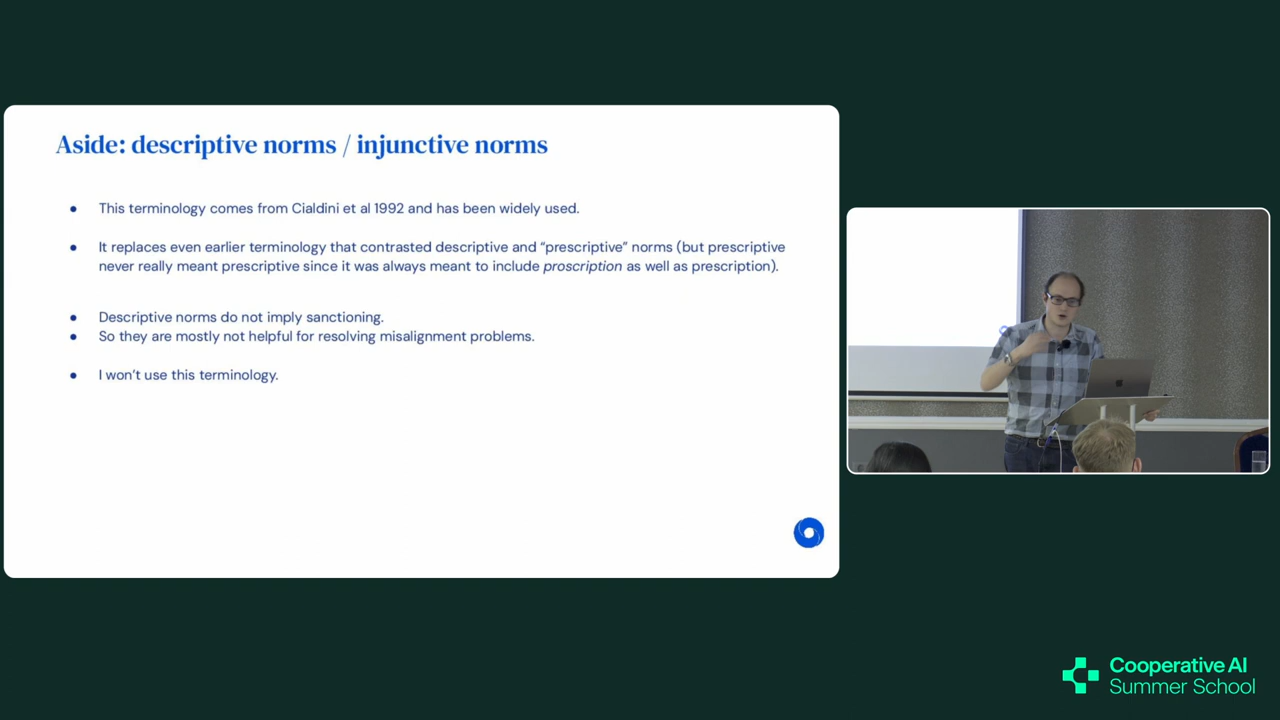 Aside: descriptive norms / injunctive norms
● This terminology comes from Cialdini et al 1992 and has been widely used.
● It replaces even earlier terminology that contrasted descriptive and “prescriptive” norms (but prescriptive
never really meant prescriptive since it was always meant to include proscription as well as prescription).
● Descriptive norms do not imply sanctioning.
● So they are mostly not helpful for resolving misalignment problems.
● I won’t use this terminology.
Cooperative AI
Summer School